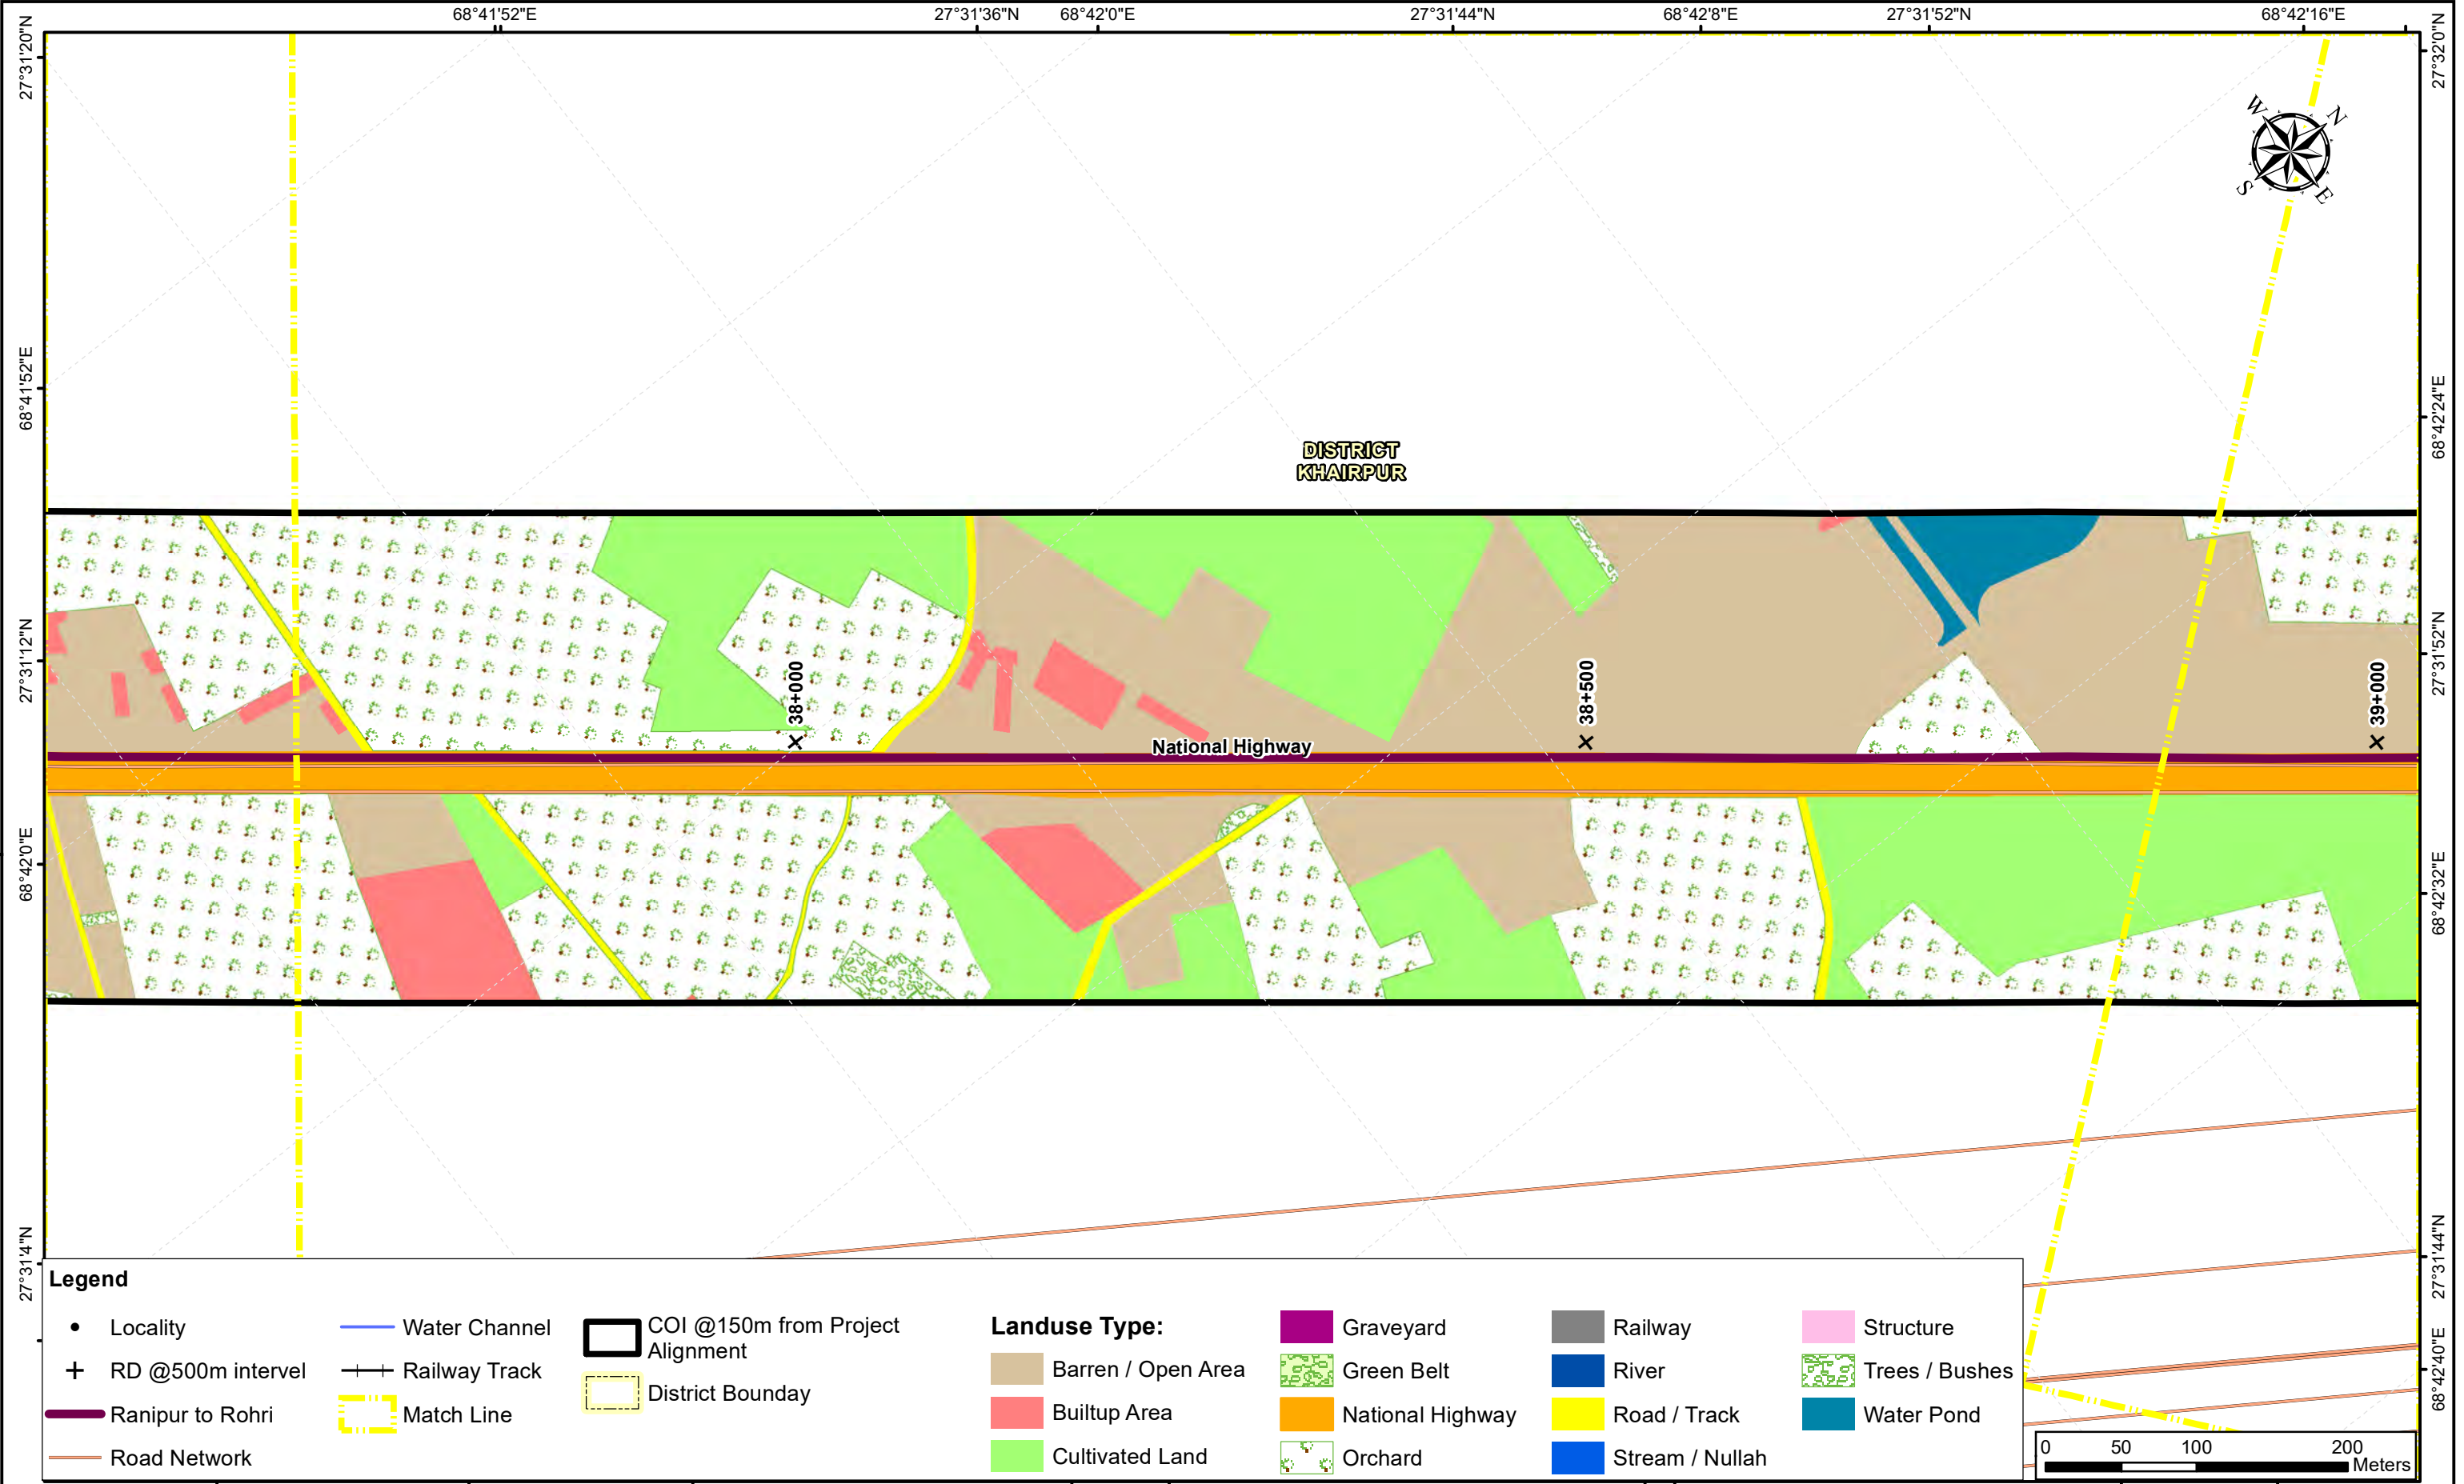 68°41'52"E
27°31'36"N
68°42'0"E
27°31'44"N
68°42'8"E
27°31'52"N
68°42'16"E
27°31'20"N
68°41'52"E
27°31'12"N
68°42'0"E
27°31'4"N
27°32'0"N
68°42'24"E
27°31'52"N
68°42'32"E
27°31'44"N
68°42'40"E
W
N
S
E
DISTRICT
KHAIRPUR
38+000
38+500
39+000
National Highway
Legend
Locality
RD @500m intervel
Ranipur to Rohri
Road Network
Water Channel
Railway Track
Match Line
COI @150m from Project
Alignment
District Bounday
Landuse Type:
Barren / Open Area
Builtup Area
Cultivated Land
Graveyard
Green Belt
National Highway
Orchard
Railway
River
Road / Track
Stream / Nullah
Structure
Trees / Bushes
Water Pond
0 50 100 200
Meters